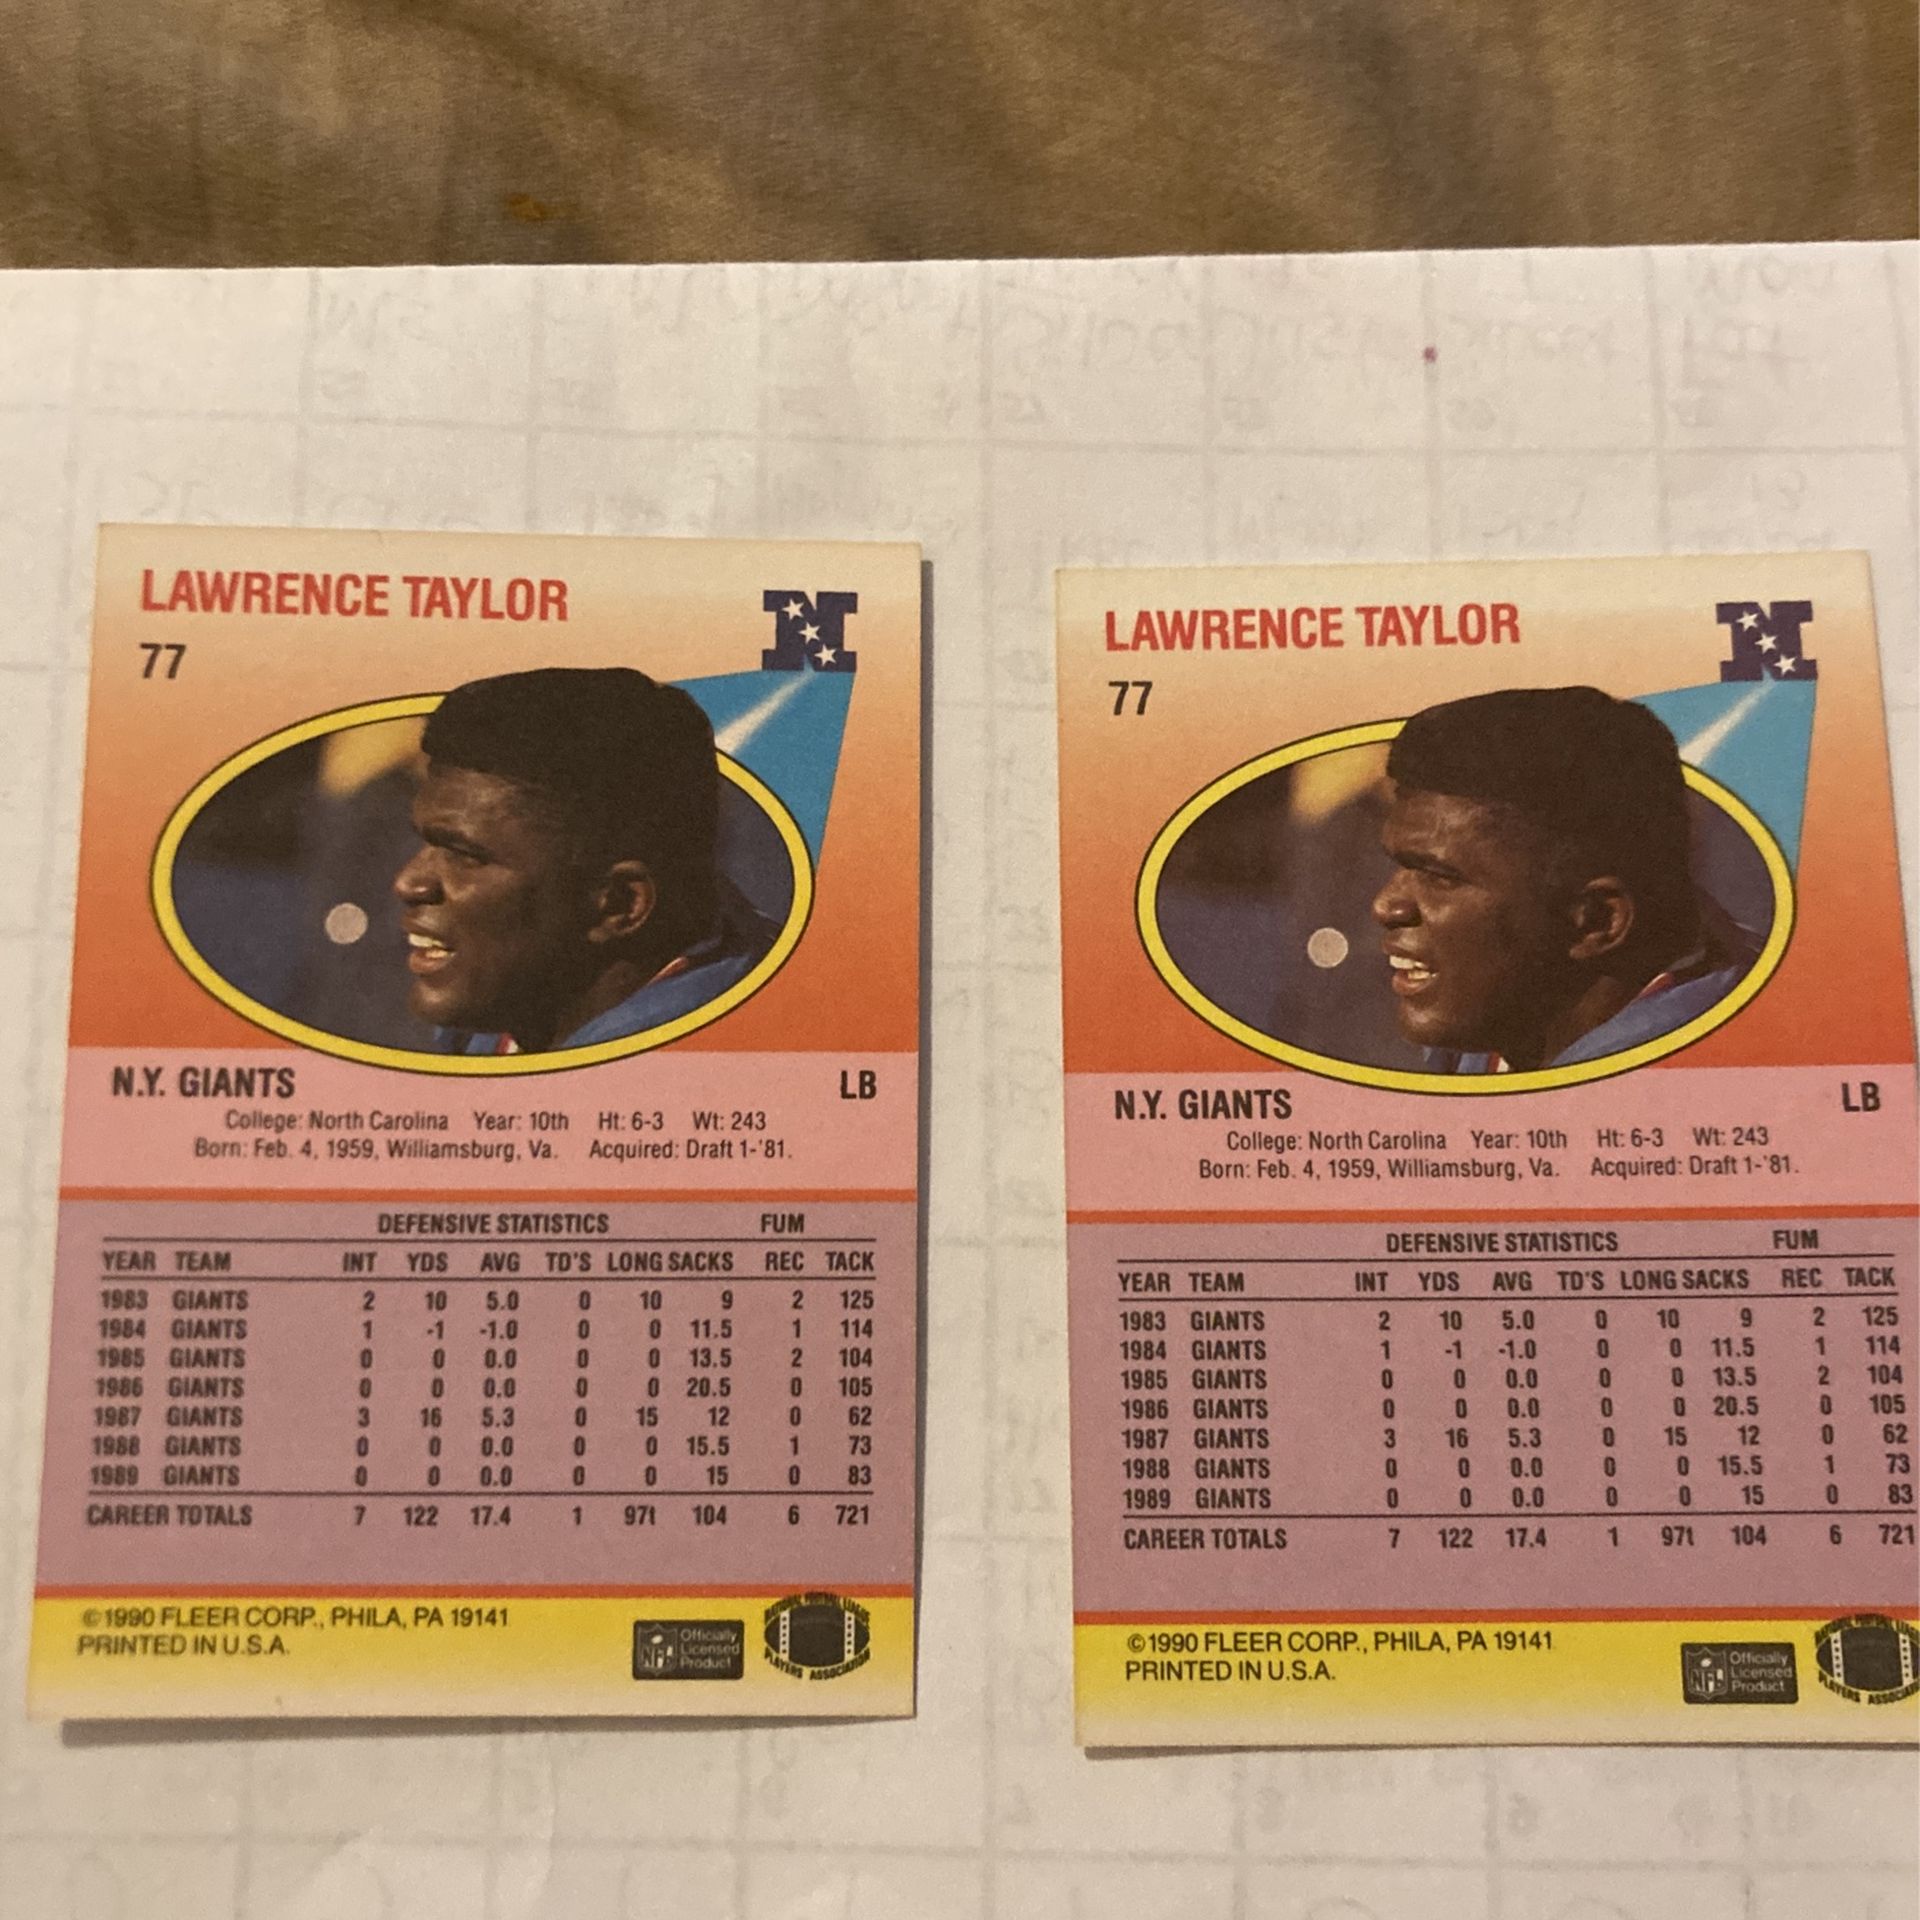 LAWRENCE TAYLOR
77
N.Y. GIANTS LB
College: North Carolina Year: 10th Ht: 6-3 Wt: 243
Born: Feb. 4, 1959, Williamsburg, Va. Acquired: Draft 1-'81.
DEFENSIVE STATISTICS FUM
YEAR TEAM INT YDS AVG TD'S LONG SACKS REC TACK
1983 GIANTS 2 10 5.0 0 10 9 2 125
1984 GIANTS 1 -1 -1.0 0 0 11.5 1 114
1985 GIANTS 0 0 0.0 0 0 13.5 2 104
1986 GIANTS 0 0 0.0 0 0 20.5 0 105
1987 GIANTS 3 16 5.3 0 15 12 0 62
1988 GIANTS 0 0 0.0 0 0 15.5 1 73
1989 GIANTS 0 0 0.0 0 0 15 0 83
CAREER TOTALS 7 122 17.4 1 97t 104 6 721
©1990 FLEER CORP., PHILA, PA 19141
PRINTED IN U.S.A.
NFL
Officially
Licensed
Product
NATIONAL FOOTBALL LEAGUE
PLAYERS ASSOCIATION
LAWRENCE TAYLOR
77
N.Y. GIANTS LB
College: North Carolina Year: 10th Ht: 6-3 Wt: 243
Born: Feb. 4, 1959, Williamsburg, Va. Acquired: Draft 1-'81.
DEFENSIVE STATISTICS FUM
YEAR TEAM INT YDS AVG TD'S LONG SACKS REC TACK
1983 GIANTS 2 10 5.0 0 10 9 2 125
1984 GIANTS 1 -1 -1.0 0 0 11.5 1 114
1985 GIANTS 0 0 0.0 0 0 13.5 2 104
1986 GIANTS 0 0 0.0 0 0 20.5 0 105
1987 GIANTS 3 16 5.3 0 15 12 0 62
1988 GIANTS 0 0 0.0 0 0 15.5 1 73
1989 GIANTS 0 0 0.0 0 0 15 0 83
CAREER TOTALS 7 122 17.4 1 97t 104 6 721
©1990 FLEER CORP., PHILA, PA 19141
PRINTED IN U.S.A.
NFL
Officially
Licensed
Product
NATIONAL FOOTBALL LEAGUE
PLAYERS ASSOCIATION